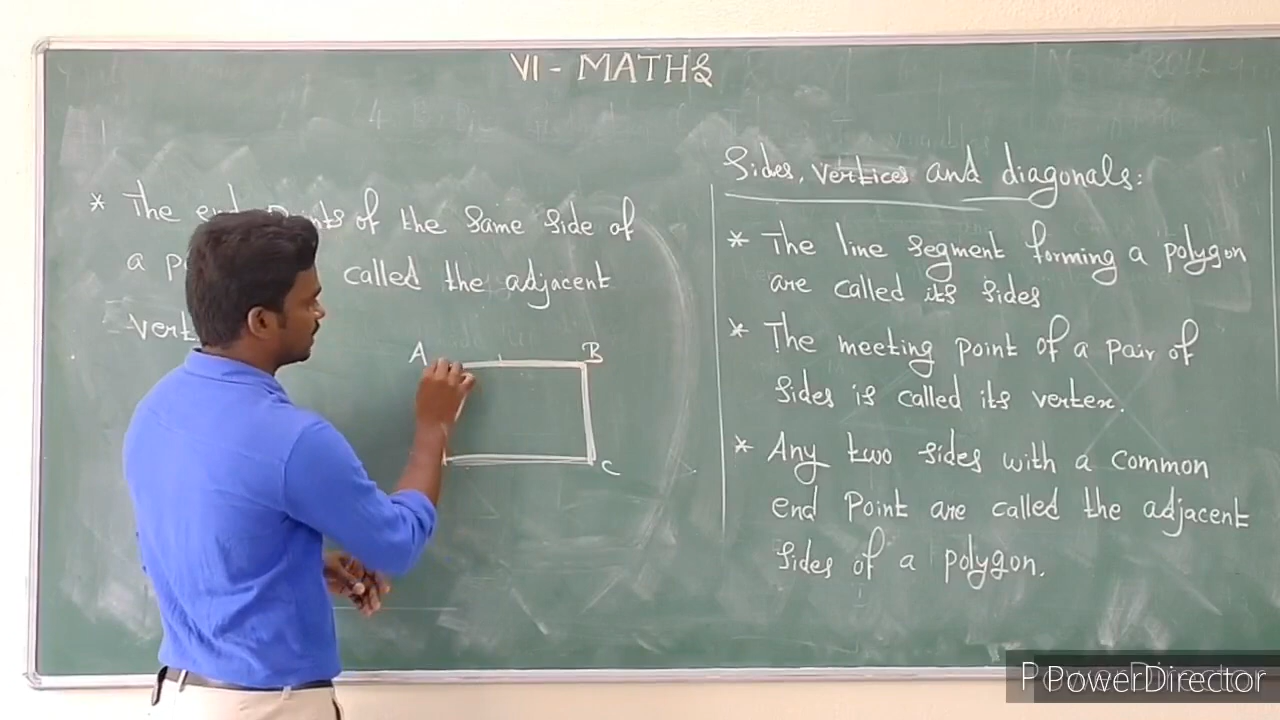 VI - MATHS
* The end points of the same side of
a called the adjacent
Sides, vertices and diagonals:
* The line segment forming a polygon
are called its sides
* The meeting point of a pair of
sides is called its vertex.
* Any two sides with a common
end point are called the adjacent
sides of a polygon.
A
B
C
PowerDirector